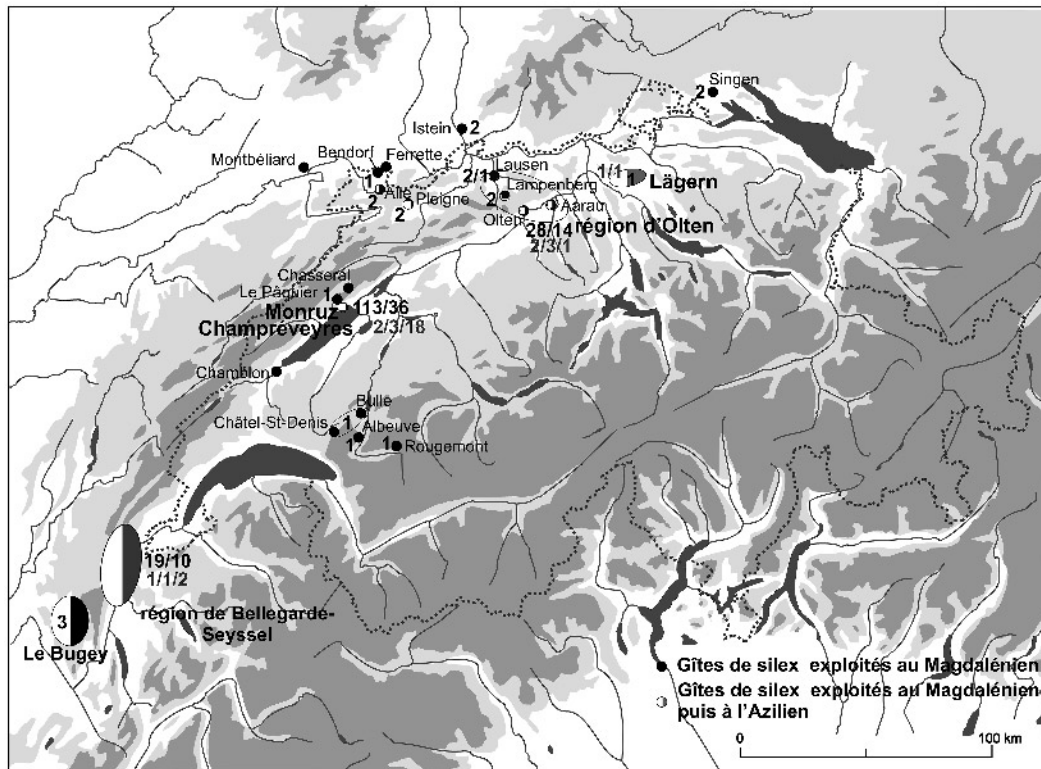 Singen
2
Istein 2
Bendorf Ferrette
Montbéliard
1
Alle
2
Pleigne
2
Lausen
2/1
Lampenberg
2
Olten
Aarau
1/1
1
Lägern
région d'Olten
28/14
2/3/1
Chasseral
Le Pâquier 1
Monruz 113/36
Champréveyres 2/3/18
Chamblon
Bulle
Châtel-St-Denis 1
Albeuve
1
1 Rougemont
19/10
1/1/2
région de Bellegarde-
Seyssel
3
Le Bugey
Gîtes de silex exploités au Magdalénien
Gîtes de silex exploités au Magdalénien
puis à l'Azilien
0 100 km